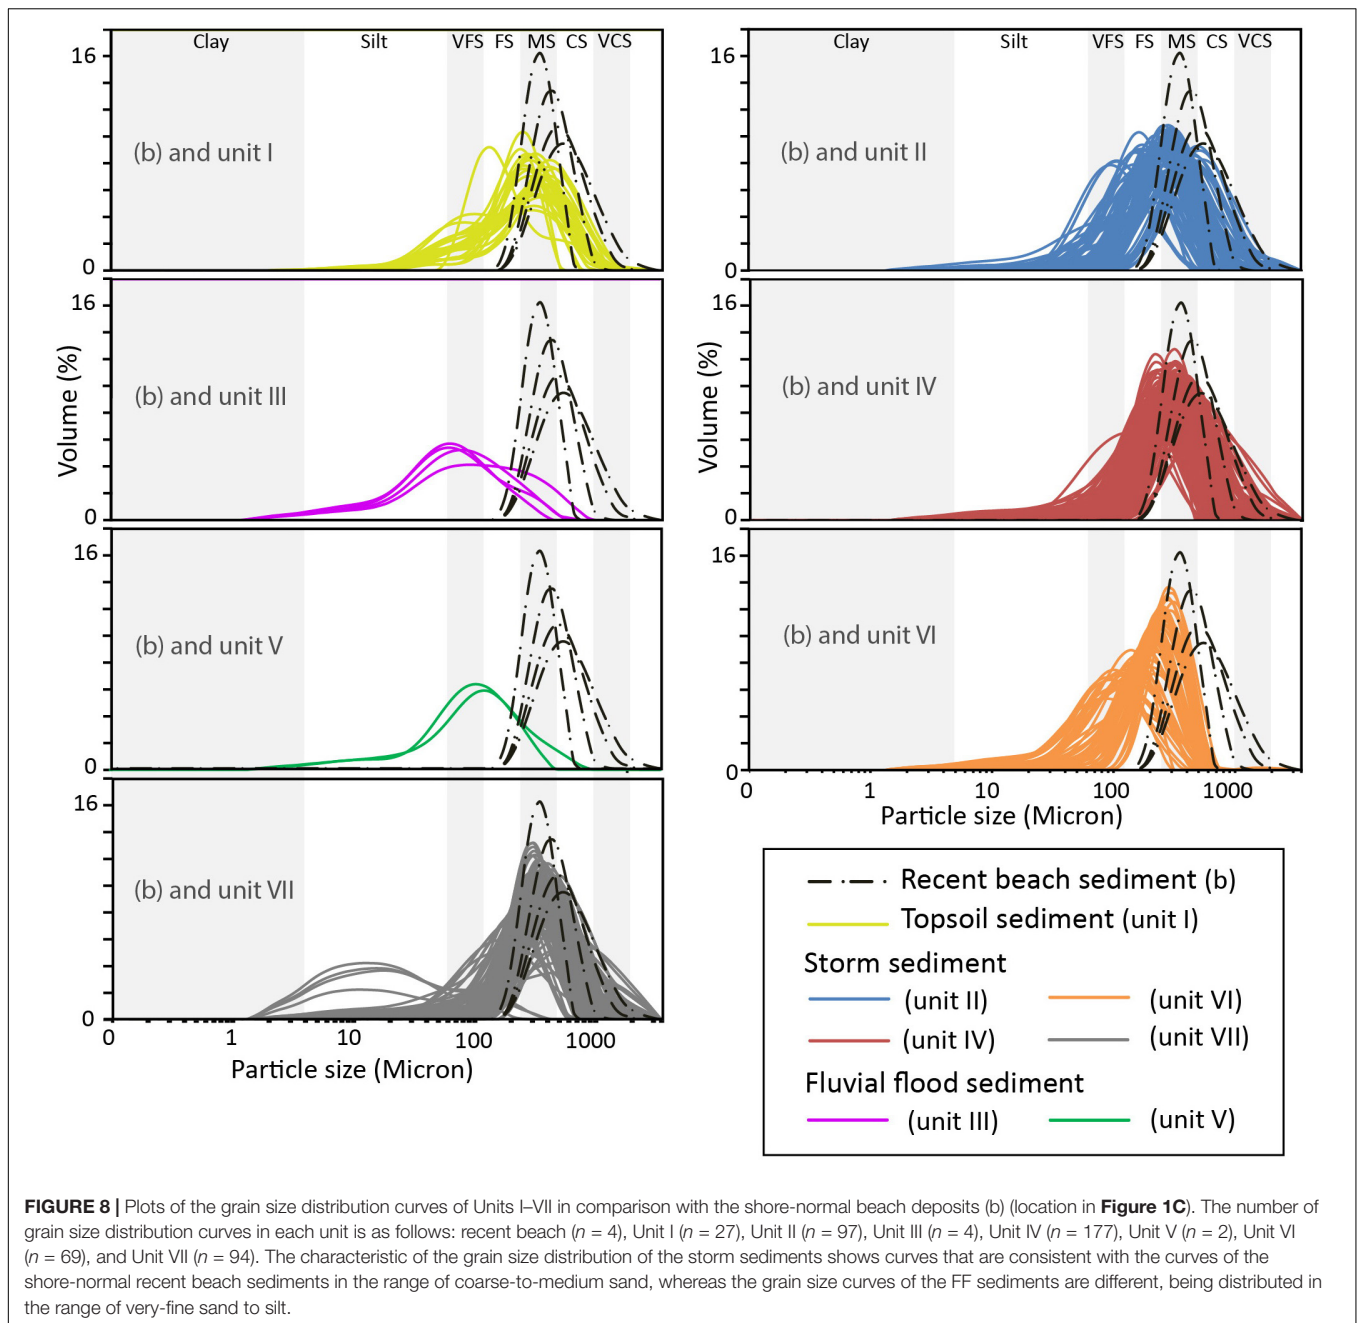 Clay Silt VFS FS MS CS VCS
16
(b) and unit I
0
Clay Silt VFS FS MS CS VCS
16
(b) and unit II
0
16
(b) and unit III
0
16
(b) and unit IV
0
Volume (%)
Volume (%)
16
(b) and unit V
0
16
(b) and unit VI
0
0 1 10 100 1000
Particle size (Micron)
16
(b) and unit VII
0
0 1 10 100 1000
Particle size (Micron)
Recent beach sediment (b)
Topsoil sediment (unit I)
Storm sediment
(unit II) (unit VI)
(unit IV) (unit VII)
Fluvial flood sediment
(unit III) (unit V)
FIGURE 8 | Plots of the grain size distribution curves of Units I–VII in comparison with the shore-normal beach deposits (b) (location in Figure 1C). The number of
grain size distribution curves in each unit is as follows: recent beach (n = 4), Unit I (n = 27), Unit II (n = 97), Unit III (n = 4), Unit IV (n = 177), Unit V (n = 2), Unit VI
(n = 69), and Unit VII (n = 94). The characteristic of the grain size distribution of the storm sediments shows curves that are consistent with the curves of the
shore-normal recent beach sediments in the range of coarse-to-medium sand, whereas the grain size curves of the FF sediments are different, being distributed in
the range of very-fine sand to silt.